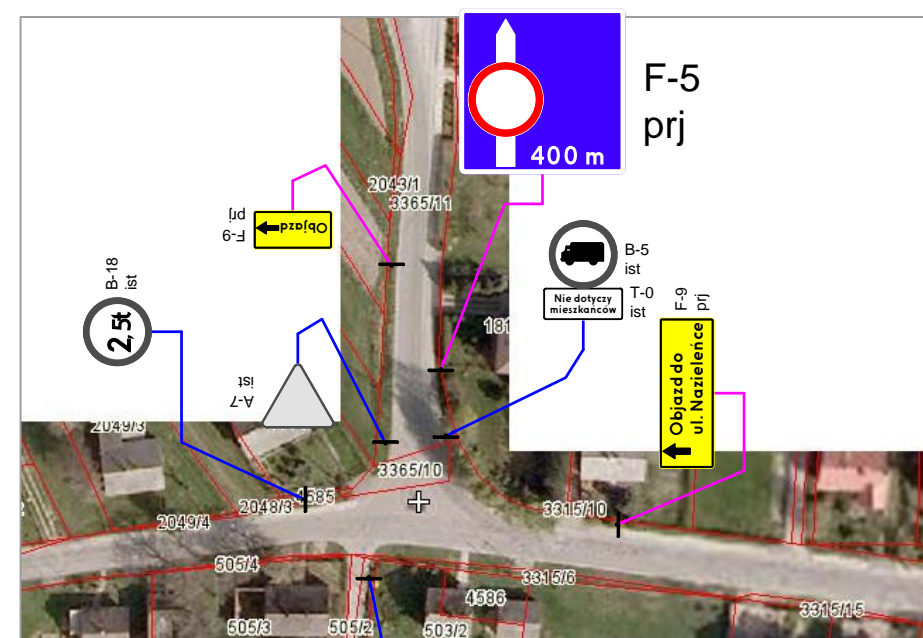 F-5
prj
400 m
2043/1
3365/11
Objazd
F-9
prj
B-18
ist
2,5t
B-5
ist
Nie dotyczy
mieszkańców
T-0
ist
F-9
prj
Objazd do
ul. Nazieleńce
181
A-7
ist
2049/3
3365/10
4585
2048/3
2049/4
3315/10
505/4
3315/6
4586
3315/15
505/3
505/2
503/2